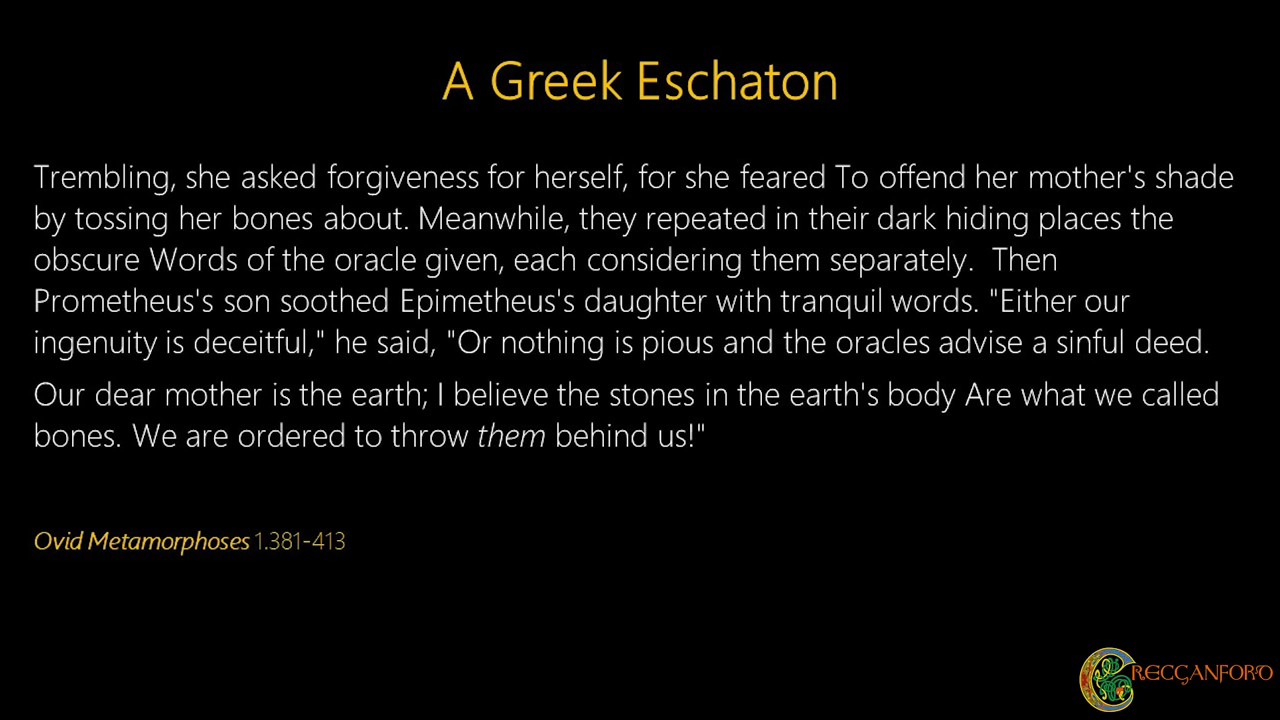 A Greek Eschaton
Trembling, she asked forgiveness for herself, for she feared To offend her mother's shade
by tossing her bones about. Meanwhile, they repeated in their dark hiding places the
obscure Words of the oracle given, each considering them separately.  Then
Prometheus's son soothed Epimetheus's daughter with tranquil words. "Either our
ingenuity is deceitful," he said, "Or nothing is pious and the oracles advise a sinful deed.
Our dear mother is the earth; I believe the stones in the earth's body Are what we called
bones. We are ordered to throw them behind us!"
Ovid Metamorphoses 1.381-413
CRECGANFORD